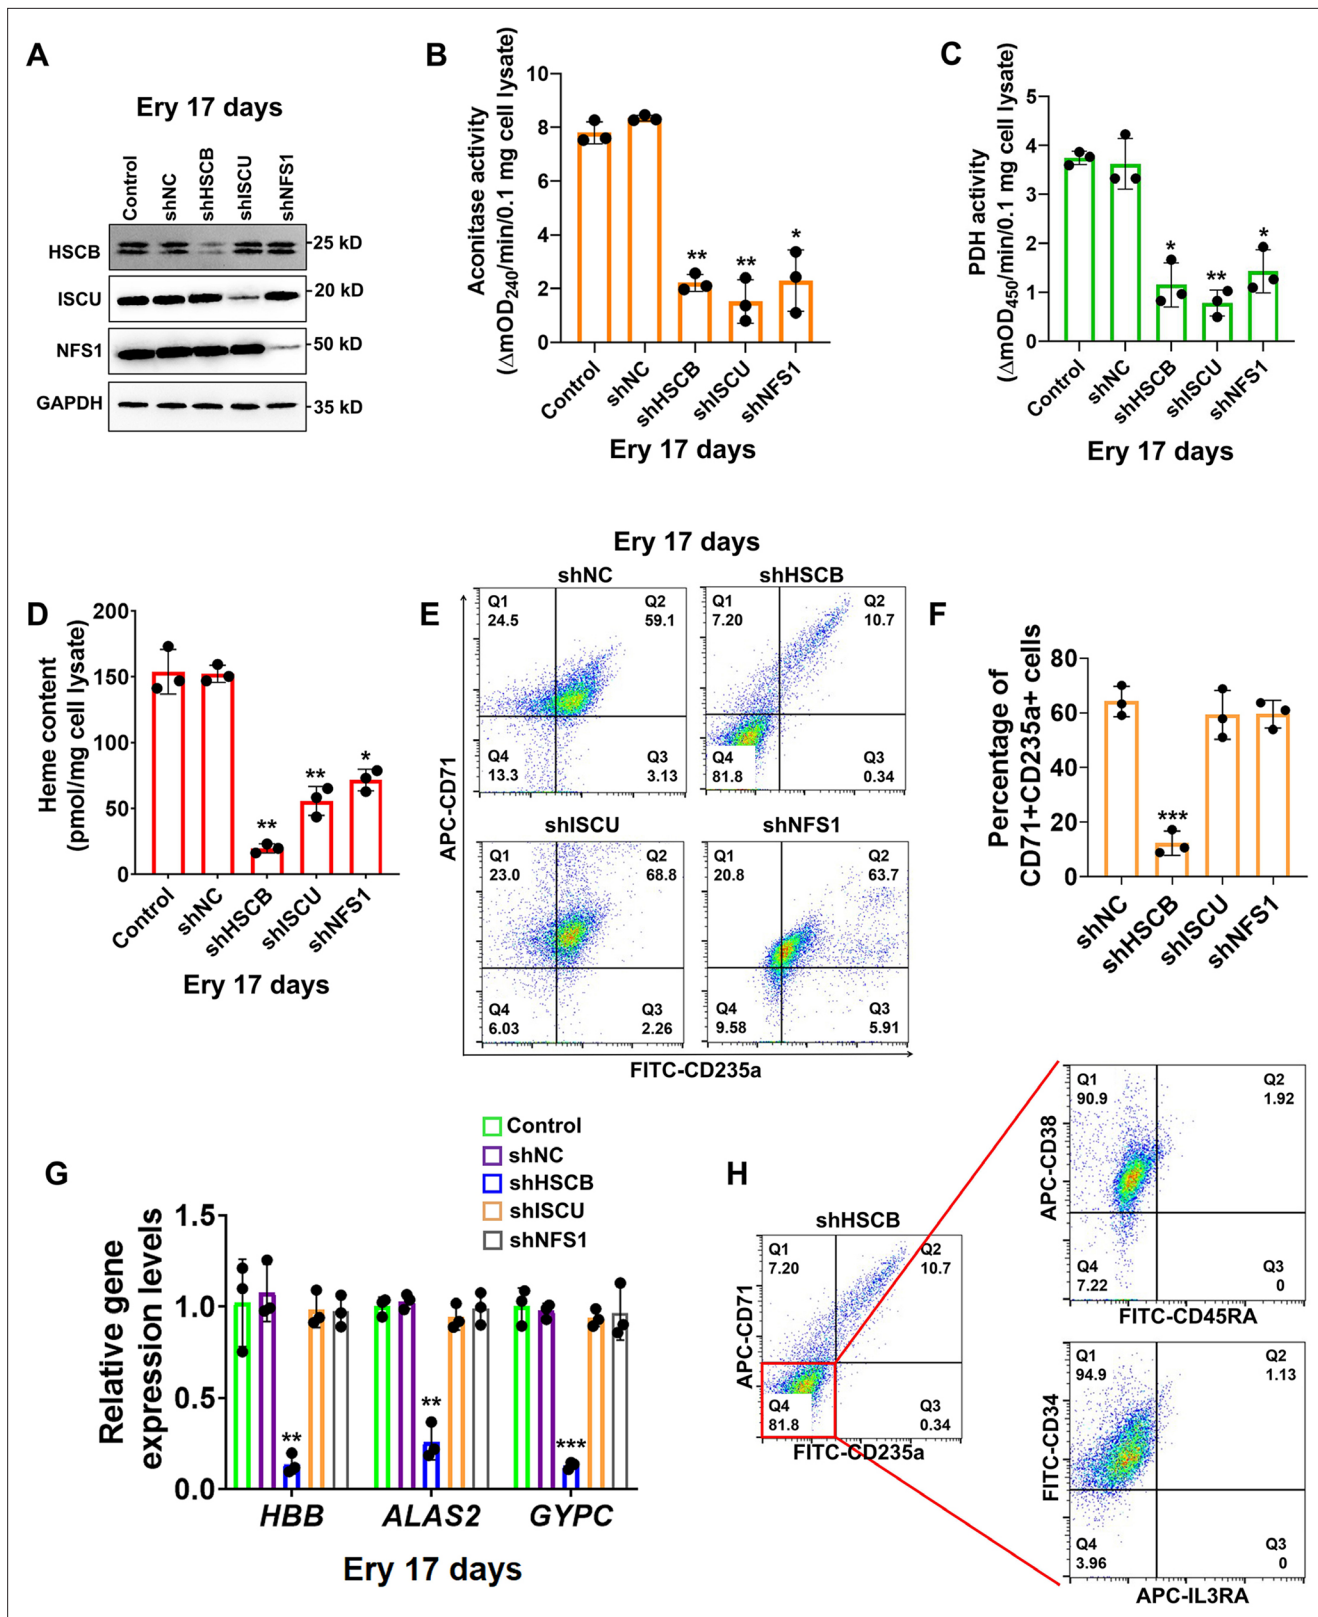 A
Ery 17 days
Control
shNC
shHSCB
shISCU
shNFS1
HSCB
25 kD
ISCU
20 kD
NFS1
50 kD
GAPDH
35 kD
B
Aconitase activity
(ΔmOD240/min/0.1 mg cell lysate)
10
8
6
4
2
0
**
**
*
Control
shNC
shHSCB
shISCU
shNFS1
Ery 17 days
C
PDH activity
(ΔmOD450/min/0.1 mg cell lysate)
5
4
3
2
1
0
*
**
*
Control
shNC
shHSCB
shISCU
shNFS1
Ery 17 days
D
Heme content
(pmol/mg cell lysate)
200
150
100
50
0
**
**
*
Control
shNC
shHSCB
shISCU
shNFS1
Ery 17 days
E
Ery 17 days
shNC
Q1
24.5
Q2
59.1
Q4
13.3
Q3
3.13
shHSCB
Q1
7.20
Q2
10.7
Q4
81.8
Q3
0.34
shISCU
Q1
23.0
Q2
68.8
Q4
6.03
Q3
2.26
shNFS1
Q1
20.8
Q2
63.7
Q4
9.58
Q3
5.91
APC-CD71
FITC-CD235a
F
Percentage of
CD71+CD235a+ cells
80
60
40
20
0
***
shNC
shHSCB
shISCU
shNFS1
G
Control
shNC
shHSCB
shISCU
shNFS1
Relative gene
expression levels
1.5
1.0
0.5
0.0
**
**
***
HBB
ALAS2
GYPC
Ery 17 days
H
shHSCB
Q1
7.20
Q2
10.7
Q4
81.8
Q3
0.34
APC-CD71
FITC-CD235a
Q1
90.9
Q2
1.92
Q4
7.22
Q3
0
APC-CD38
FITC-CD45RA
Q1
94.9
Q2
1.13
Q4
3.96
Q3
0
FITC-CD34
APC-IL3RA